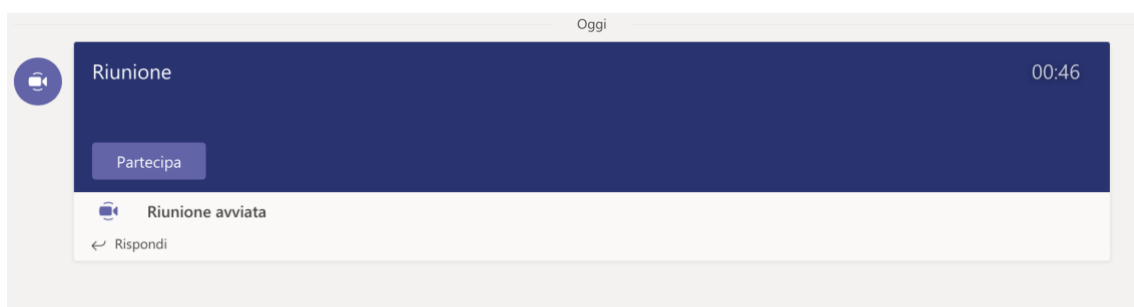 Oggi
Riunione 00:46
Partecipa
Riunione avviata
Rispondi